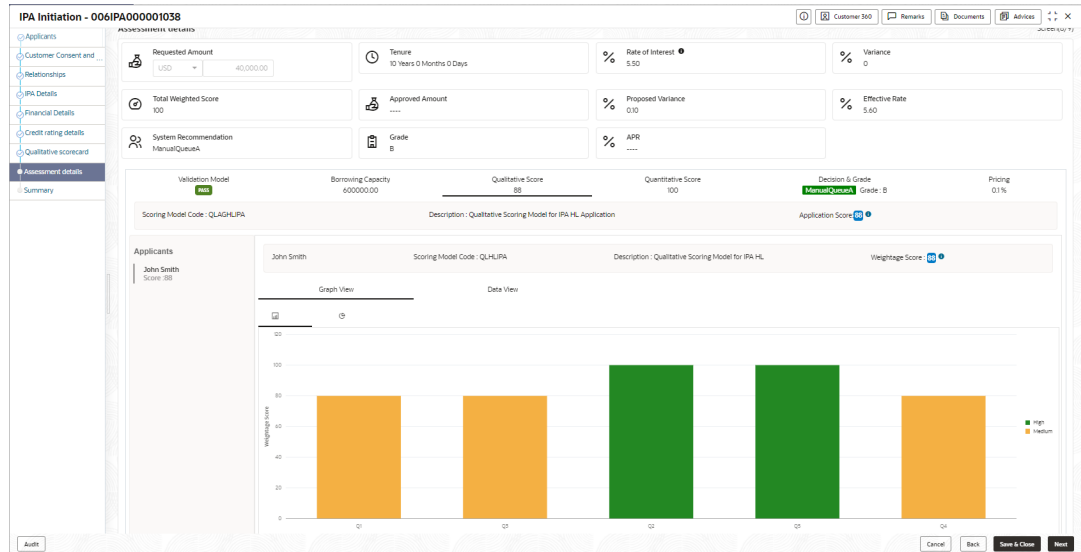 IPA Initiation - 006IPA000001038
Customer 360
Remarks
Documents
Advices
Applicants
Customer Consent and ...
Relationships
IPA Details
Financial Details
Credit rating details
Qualitative scorecard
Assessment details
Summary
Assessment details
Screen(8/9)
Requested Amount
USD 40,000.00
Tenure
10 Years 0 Months 0 Days
Rate of Interest
5.50
Variance
0
Total Weighted Score
100
Approved Amount
----
Proposed Variance
0.10
Effective Rate
5.60
System Recommendation
ManualQueueA
Grade
B
APR
----
Validation Model
PASS
Borrowing Capacity
600000.00
Qualitative Score
88
Quantitative Score
100
Decision & Grade
ManualQueueA Grade : B
Pricing
0.1 %
Scoring Model Code : QLAGHLIPA
Description : Qualitative Scoring Model for IPA HL Application
Application Score: 88
Applicants
John Smith
Score :88
John Smith
Scoring Model Code : QLHLIPA
Description : Qualitative Scoring Model for IPA HL
Weightage Score : 88
Graph View
Data View
120
100
80
60
40
20
0
Weightage Score
Q1
Q3
Q2
Q5
Q4
High
Medium
Audit
Cancel
Back
Save & Close
Next